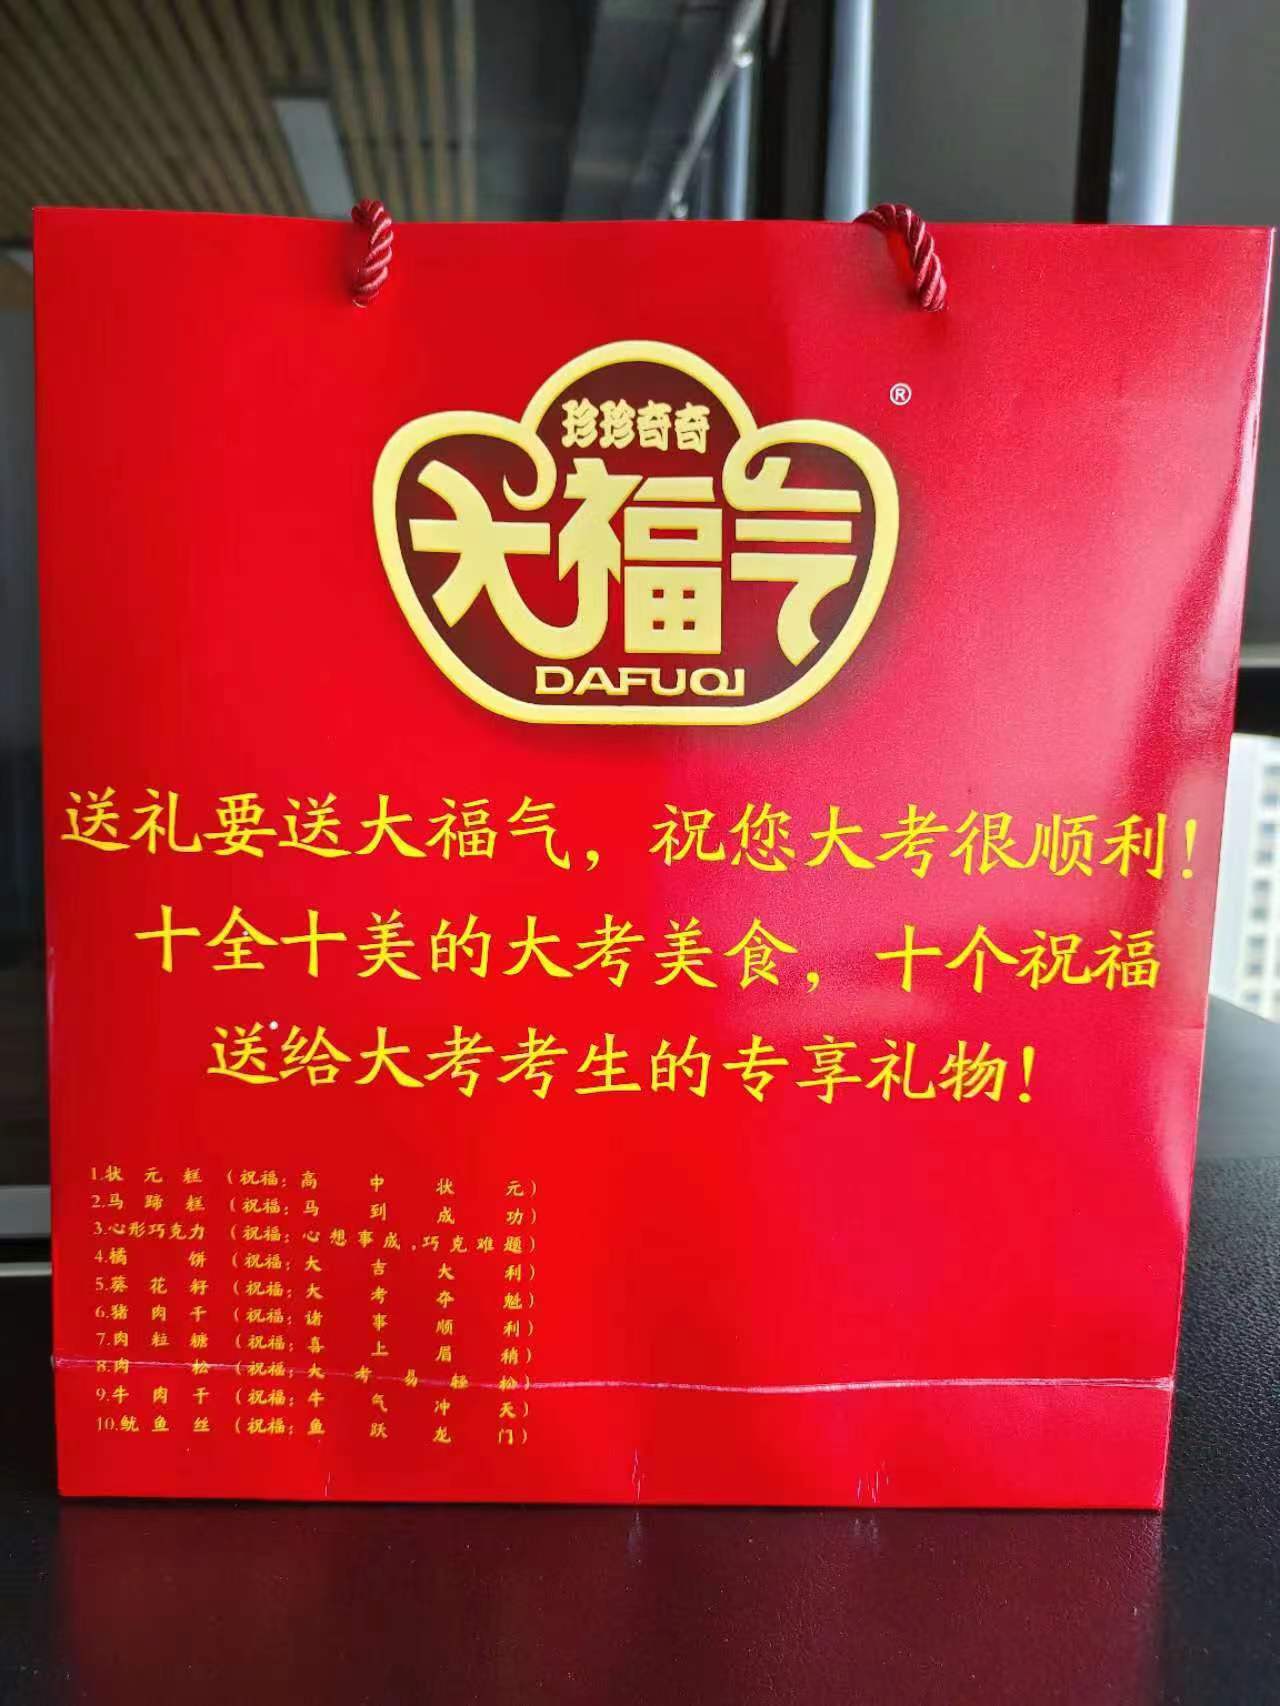 珍珍奇奇
®
大福气
DAFUQI
送礼要送大福气，祝您大考很顺利！
十全十美的大考美食，十个祝福
送给大考考生的专享礼物！
1.状元糕（祝福：高中状元）
2.马蹄糕（祝福：马到成功）
3.心形巧克力（祝福：心想事成，巧克难题）
4.橘饼（祝福：大吉大利）
5.葵花籽（祝福：大考夺魁）
6.猪肉干（祝福：诸事顺利）
7.肉粒糖（祝福：喜上眉稍）
8.肉松（祝福：大考易轻松）
9.牛肉干（祝福：牛气冲天）
10.鱿鱼丝（祝福：鱼跃龙门）